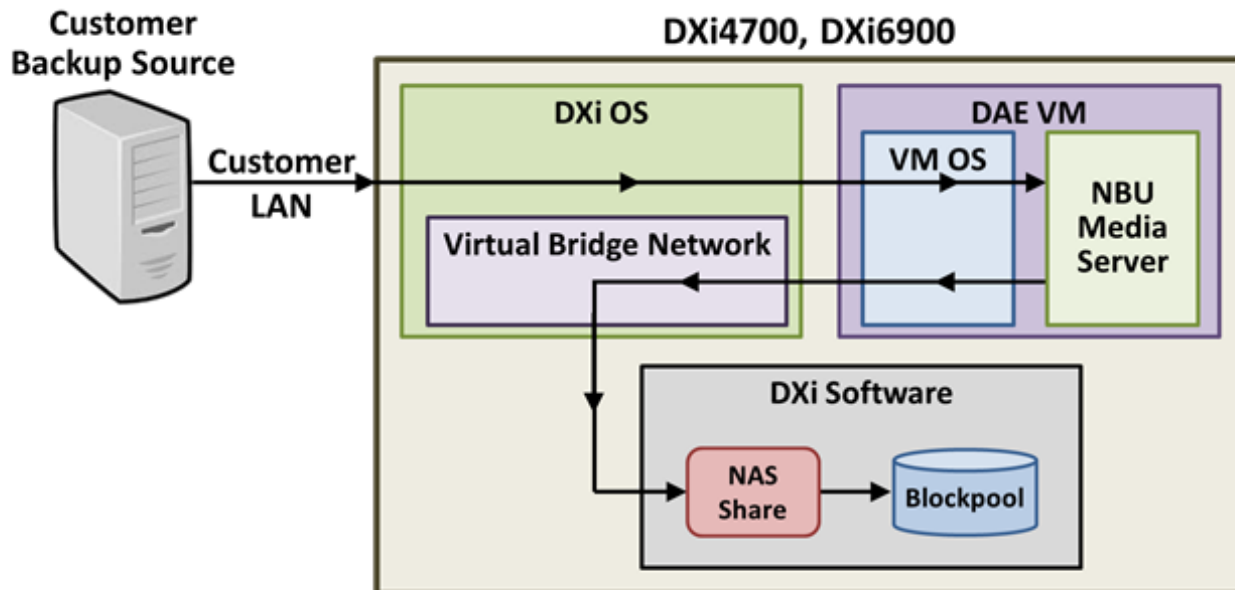 Customer
Backup Source
DXi4700, DXi6900
DXi OS
DAE VM
Customer
LAN
VM OS
NBU
Media
Server
Virtual Bridge Network
DXi Software
NAS
Share
Blockpool